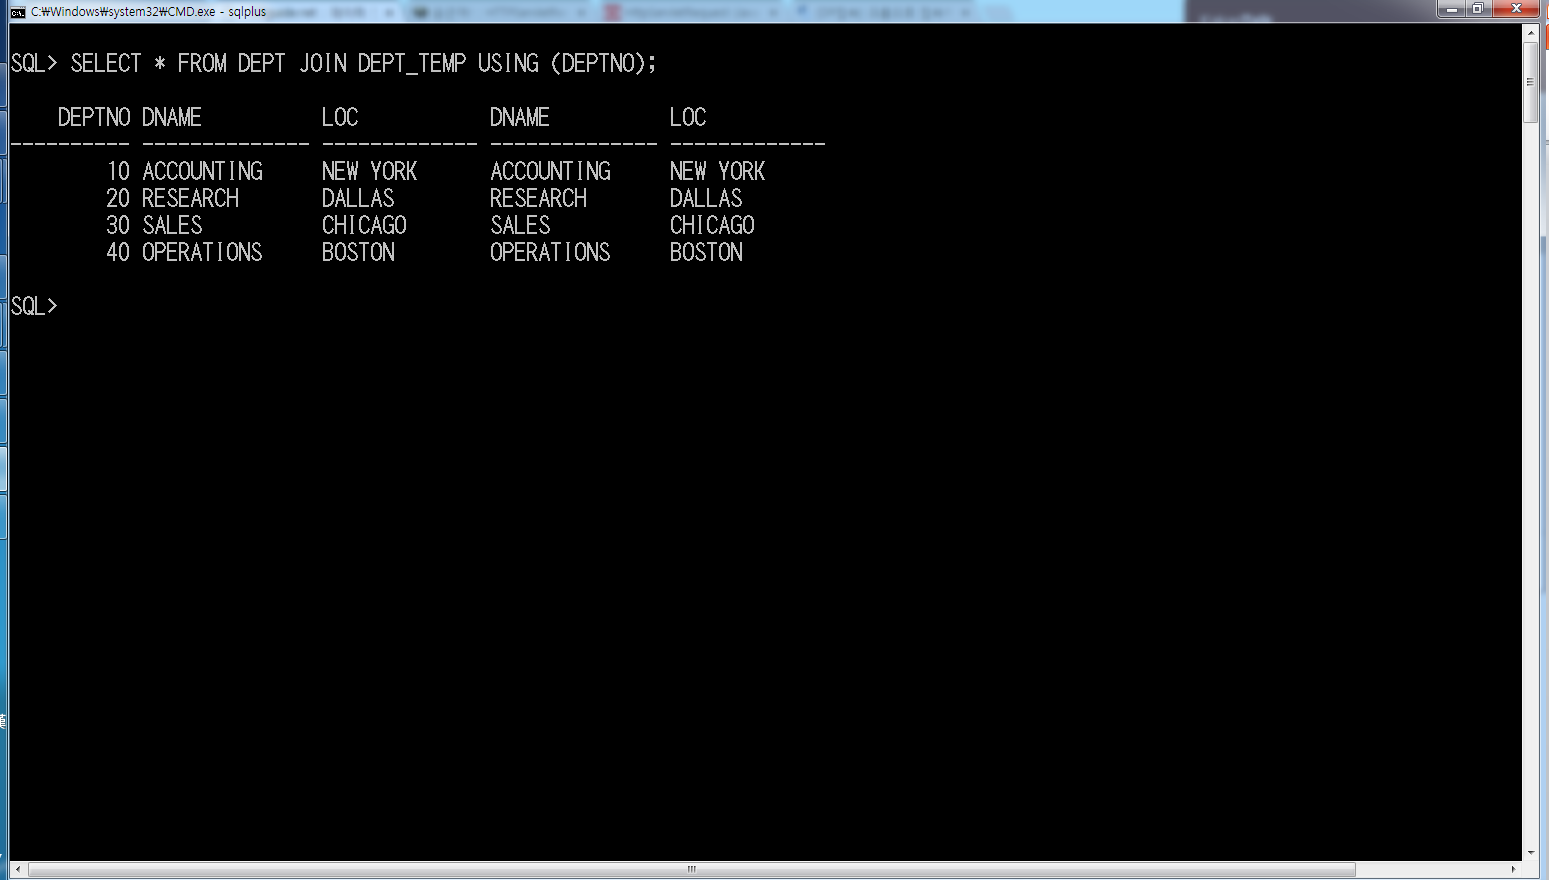 C:₩Windows₩system32₩CMD.exe - sqlplus
SQL> SELECT * FROM DEPT JOIN DEPT_TEMP USING (DEPTNO);
    DEPTNO DNAME          LOC           DNAME          LOC
---------- -------------- ------------- -------------- -------------
        10 ACCOUNTING     NEW YORK      ACCOUNTING     NEW YORK
        20 RESEARCH       DALLAS        RESEARCH       DALLAS
        30 SALES          CHICAGO       SALES          CHICAGO
        40 OPERATIONS     BOSTON        OPERATIONS     BOSTON
SQL>